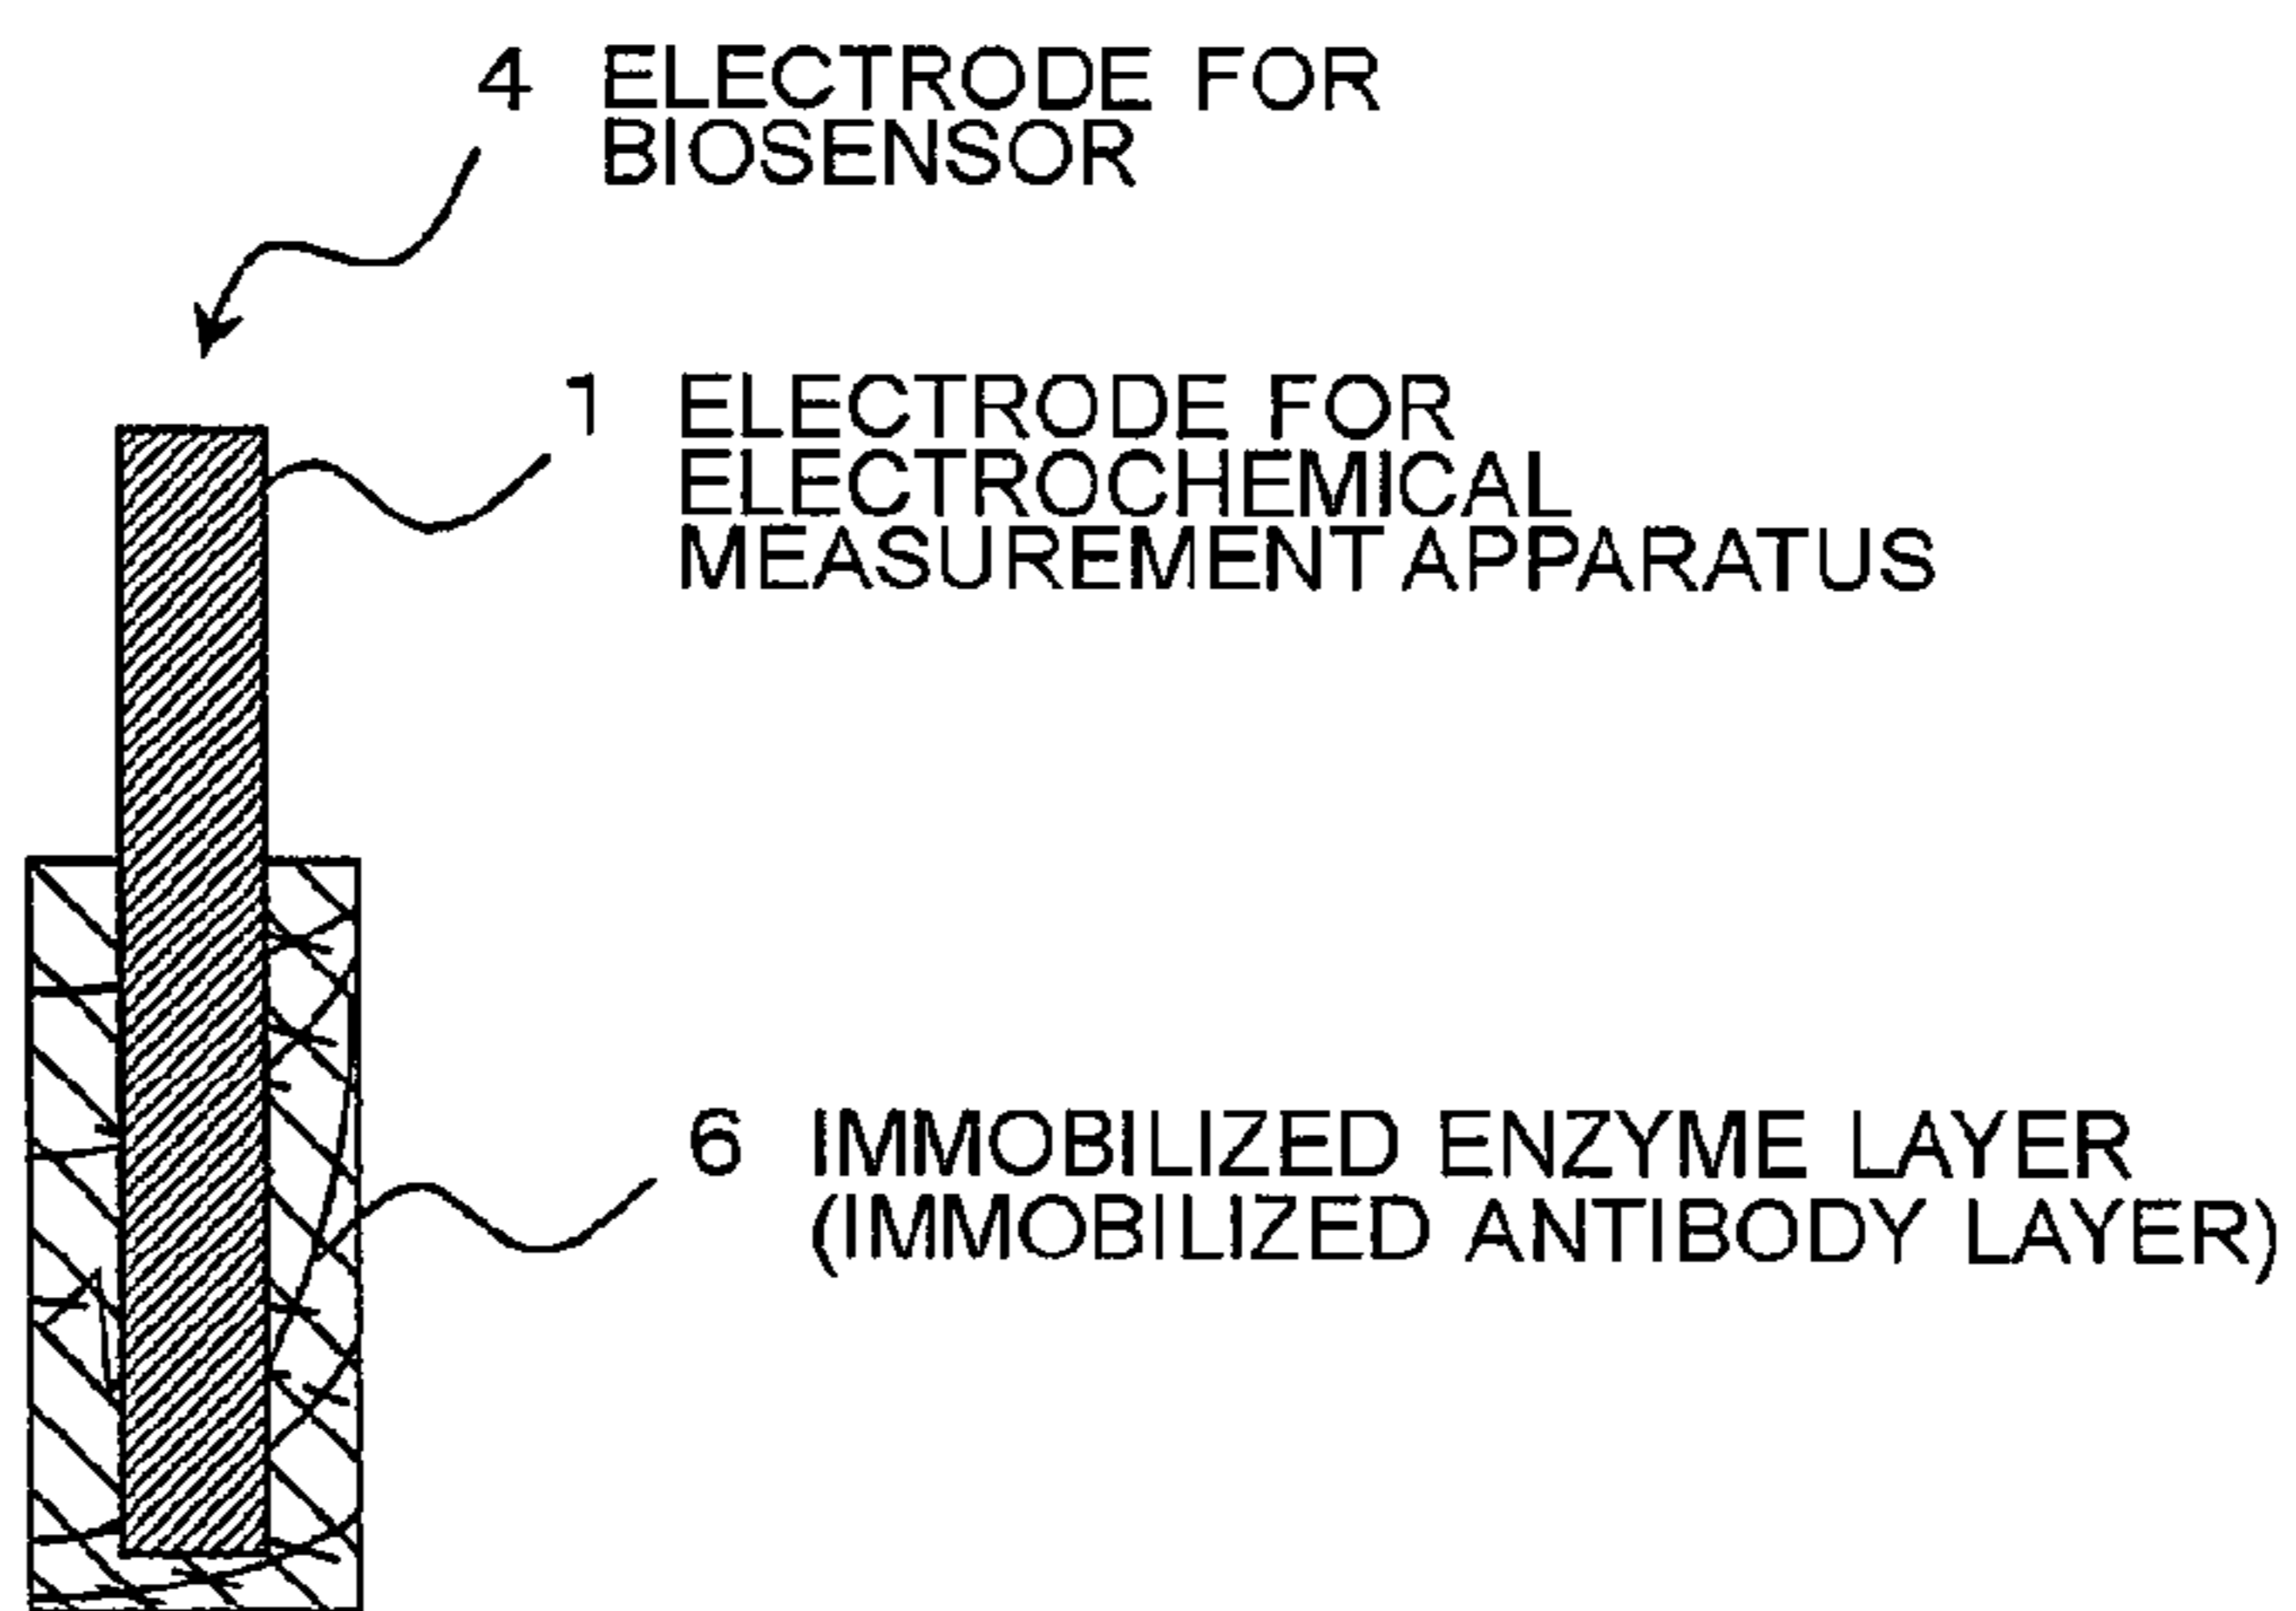 4 ELECTRODE FOR
BIOSENSOR
1 ELECTRODE FOR
ELECTROCHEMICAL
MEASUREMENT APPARATUS
6 IMMOBILIZED ENZYME LAYER
(IMMOBILIZED ANTIBODY LAYER)